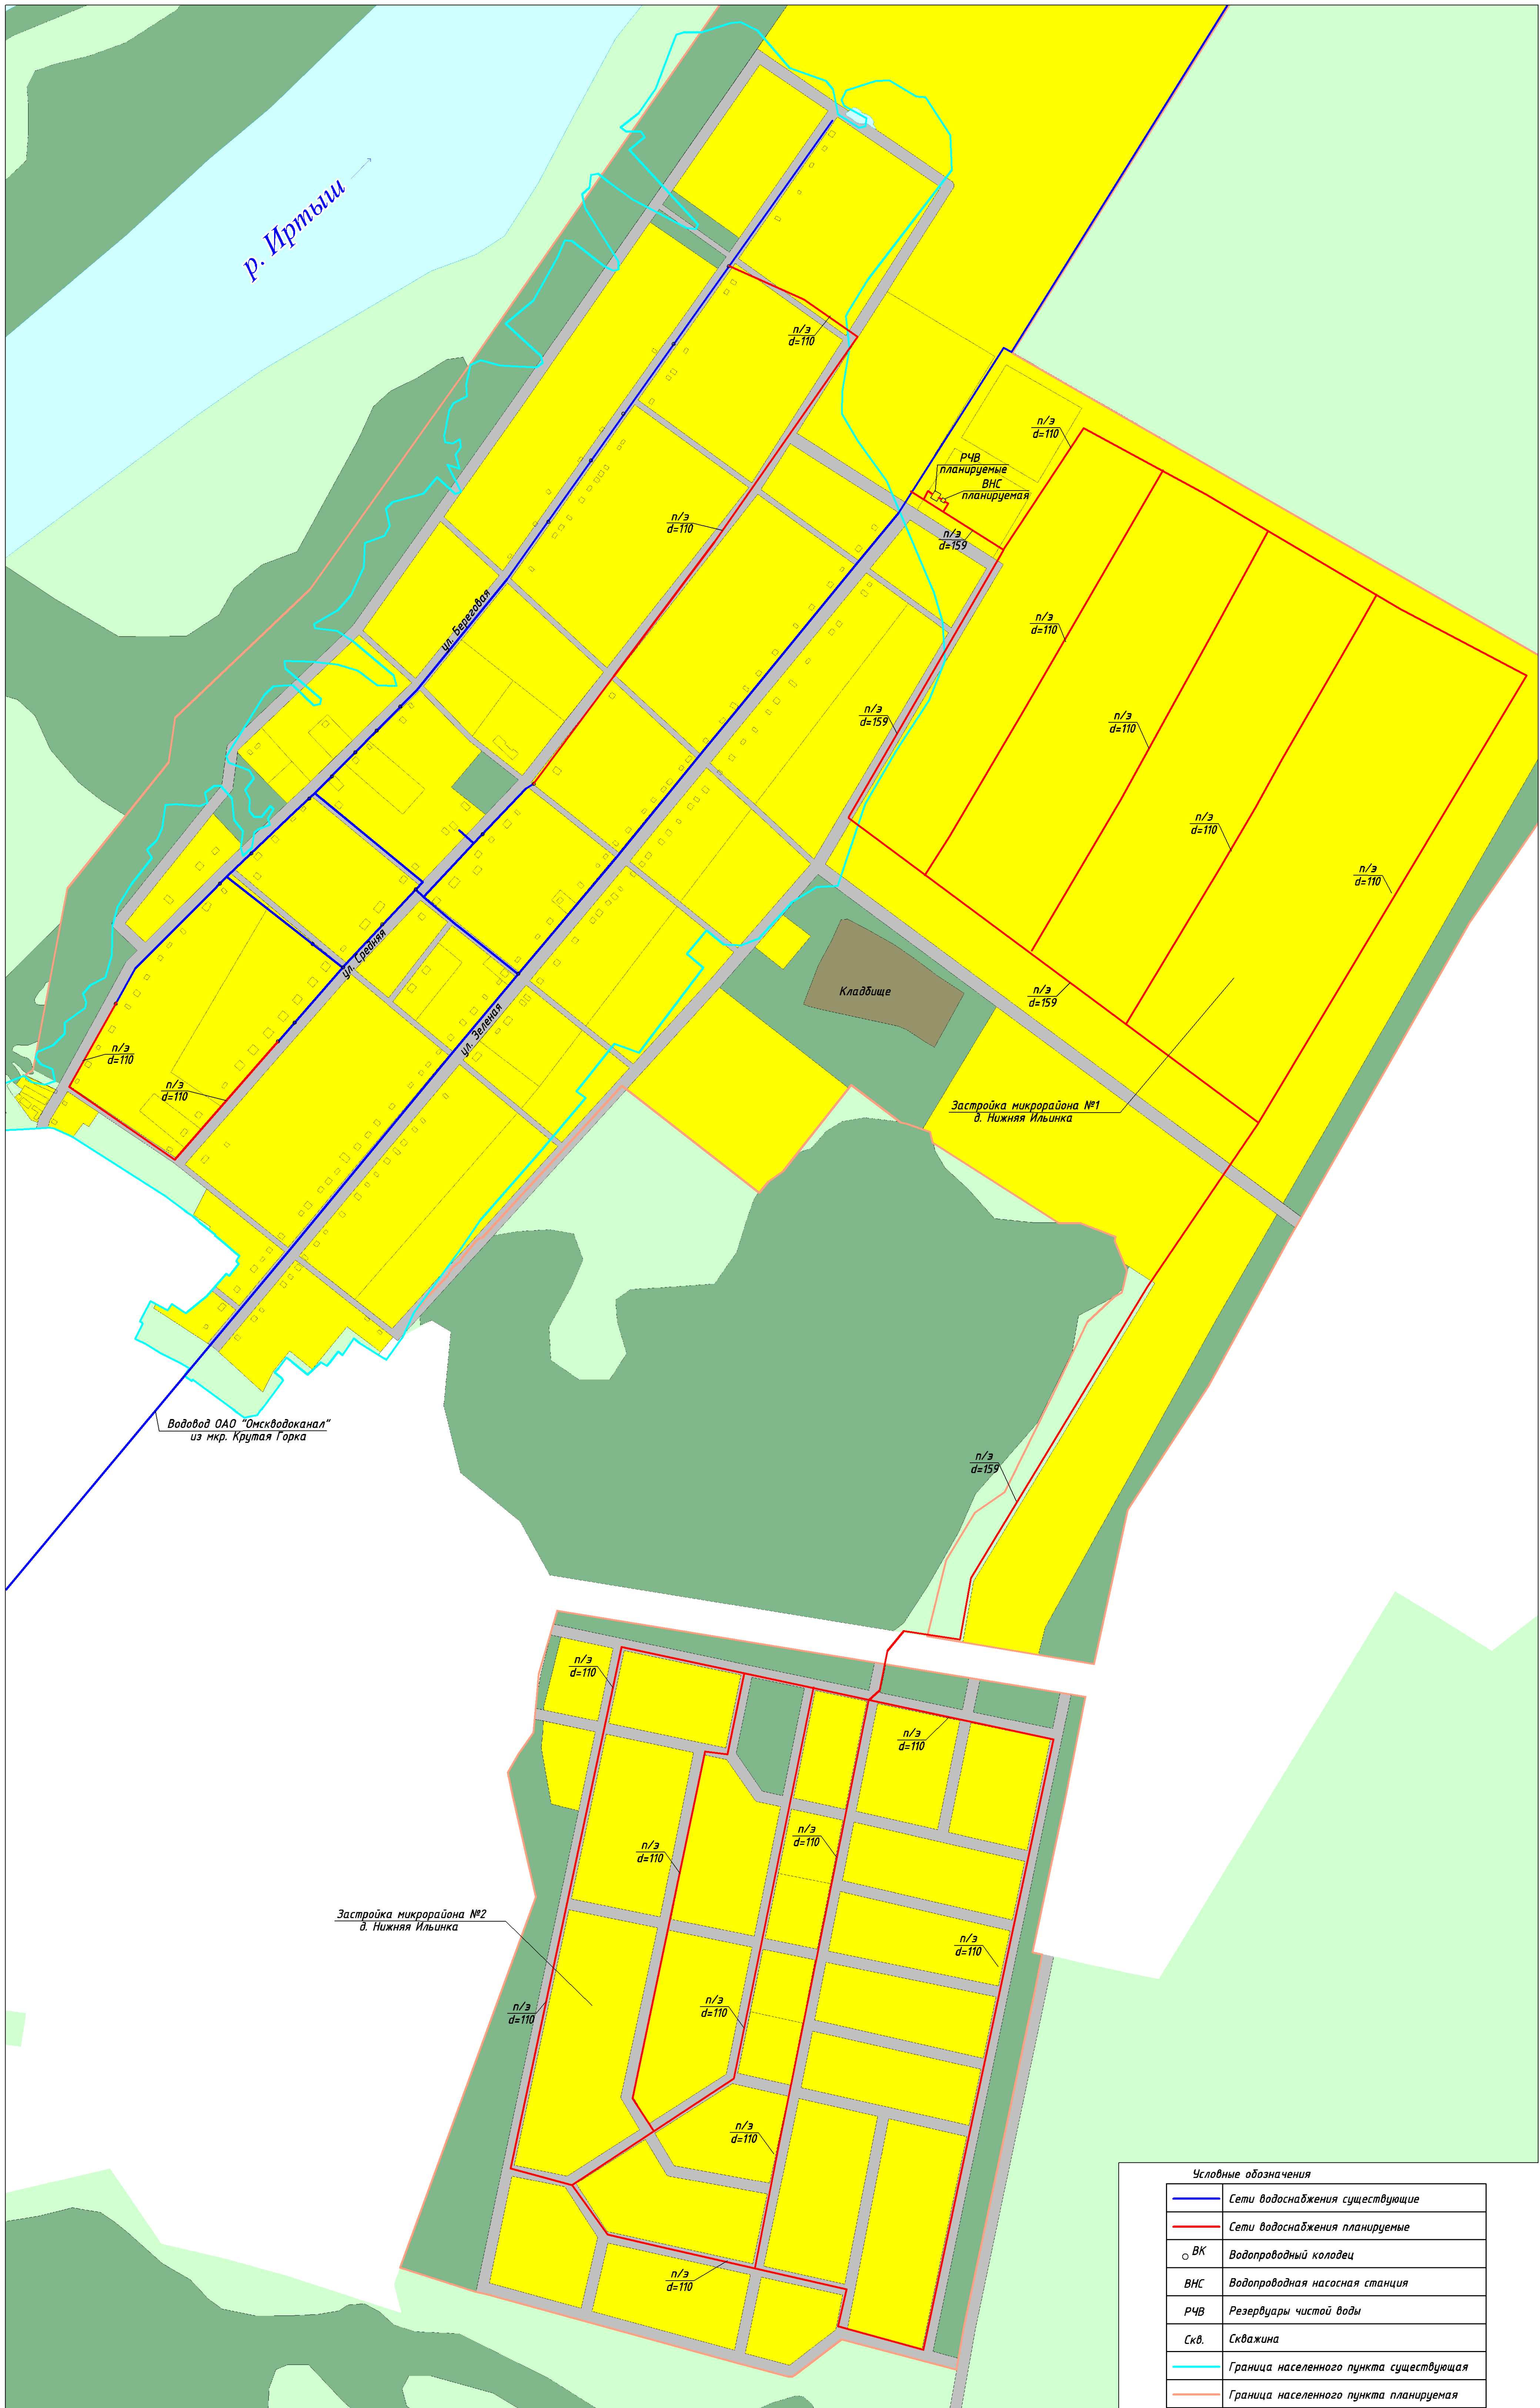 р. Иртыш
п/э
d=110
п/э
d=110
РЧВ
планируемые
ВНС
планируемая
п/э
d=110
п/э
d=159
ул. Береговая
п/э
d=110
п/э
d=159
п/э
d=110
п/э
d=110
п/э
d=110
ул. Средняя
Кладбище
п/э
d=159
ул. Зеленая
п/э
d=110
п/э
d=110
Застройка микрорайона №1
д. Нижняя Ильинка
Водовод ОАО "Омскводоканал"
из мкр. Крутая Горка
п/э
d=159
п/э
d=110
п/э
d=110
п/э
d=110
п/э
d=110
Застройка микрорайона №2
д. Нижняя Ильинка
п/э
d=110
п/э
d=110
п/э
d=110
п/э
d=110
п/э
d=110
Условные обозначения
Сети водоснабжения существующие
Сети водоснабжения планируемые
ВК Водопроводный колодец
ВНС Водопроводная насосная станция
РЧВ Резервуары чистой воды
Скв. Скважина
Граница населенного пункта существующая
Граница населенного пункта планируемая